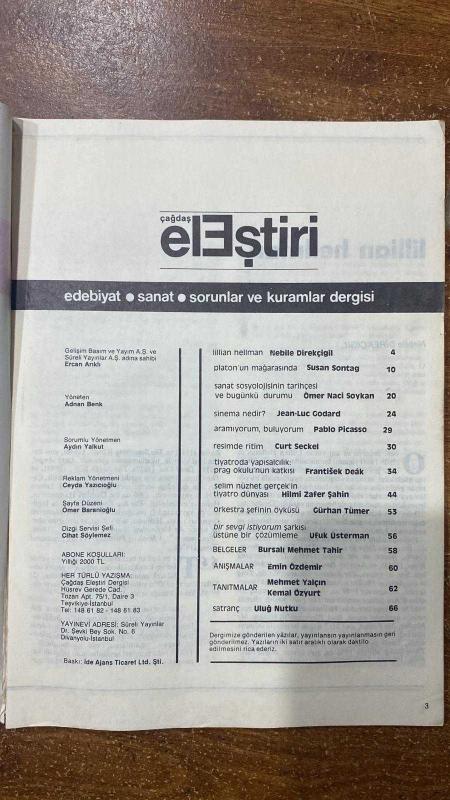 çağdaş
elEştiri
edebiyat ● sanat ● sorunlar ve kuramlar dergisi
Gelişim Basım ve Yayım A.Ş. ve
Süreli Yayınlar A.Ş. adına sahibi
Ercan Arıklı
Yöneten
Adnan Benk
Sorumlu Yönetmen
Aydın Yalkut
Reklam Yönetmeni
Ceyda Yazıcıoğlu
Sayfa Düzeni
Ömer Barenioğlu
Dizgi Servisi Şefi
Cihat Söylemez
ABONE KOŞULLARI:
Yıllığı 2000 TL
HER TÜRLÜ YAZIŞMA:
Çağdaş Eleştiri Dergisi
Hüsrev Gerede Cad.
Tozan Apt. 75/1, Daire 3
Teşvikiye-İstanbul
Tel: 148 61 82 - 148 61 83
YAYINEVİ ADRESİ: Süreli Yayınlar
Dr. Şevki Bey Sok. No. 6
Divanyolu-İstanbul
Baskı: İde Ajans Ticaret Ltd. Şti.
lillian hellman Nebile Direkçigil 4
platon'un mağarasında Susan Sontag 10
sanat sosyolojisinin tarihçesi
ve bugünkü durumu Ömer Naci Soykan 20
sinema nedir? Jean-Luc Godard 24
aramıyorum, buluyorum Pablo Picasso 29
resimde ritim Curt Seckel 30
tiyatroda yapısalcılık:
prag okulu'nun katkısı František Deák 34
selim nüzhet gerçek'in
tiyatro dünyası Hilmi Zafer Şahin 44
orkestra şefinin öyküsü Gürhan Tümer 53
bir sevgi istiyorum şarkısı
üstüne bir çözümleme Ufuk Üsterman 56
BELGELER Bursalı Mehmet Tahir 58
ANIŞMALAR Emin Özdemir 60
TANITMALAR Mehmet Yalçın
Kemal Özyurt 62
satranç Uluğ Nutku 66
Dergimize gönderilen yazılar, yayınlansın yayınlanmasın geri
gönderilmez. Yazıların iki satır aralıklı olarak daktilo
edilmesini rica ederiz.
3